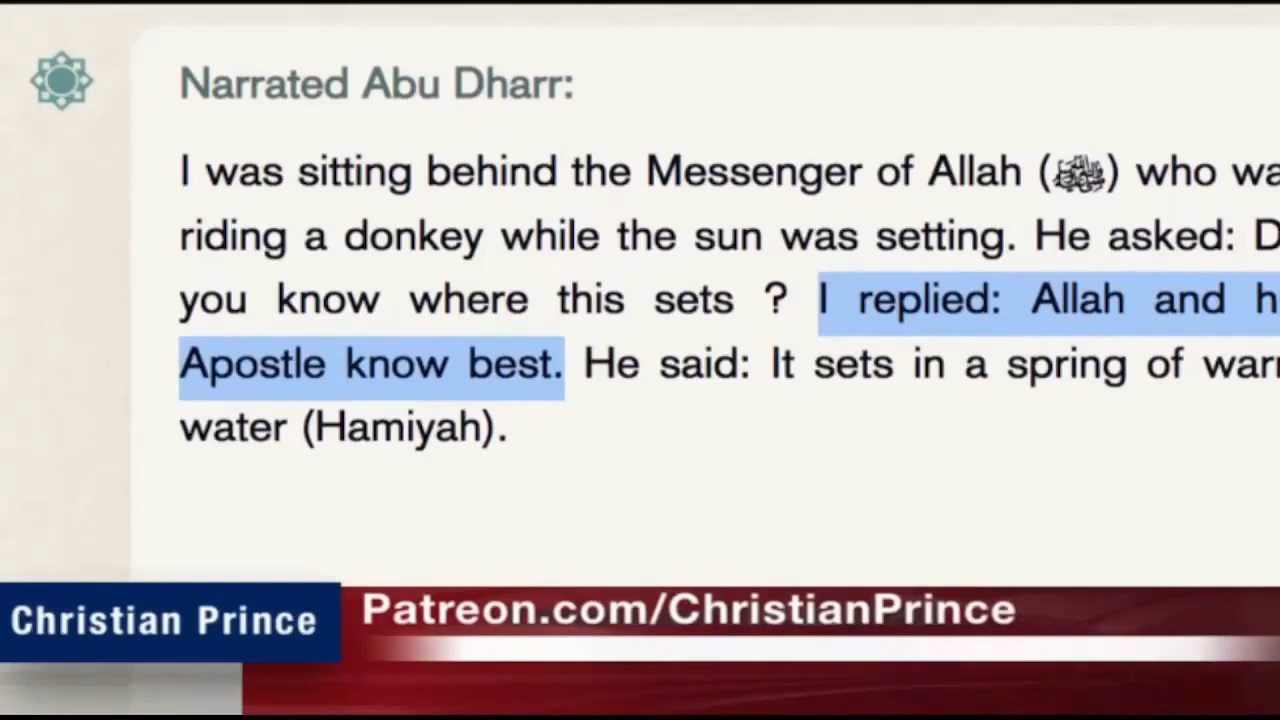 Narrated Abu Dharr:
I was sitting behind the Messenger of Allah (ﷺ) who wa
riding a donkey while the sun was setting. He asked: D
you know where this sets ? I replied: Allah and h
Apostle know best. He said: It sets in a spring of war
water (Hamiyah).
Christian Prince
Patreon.com/ChristianPrince